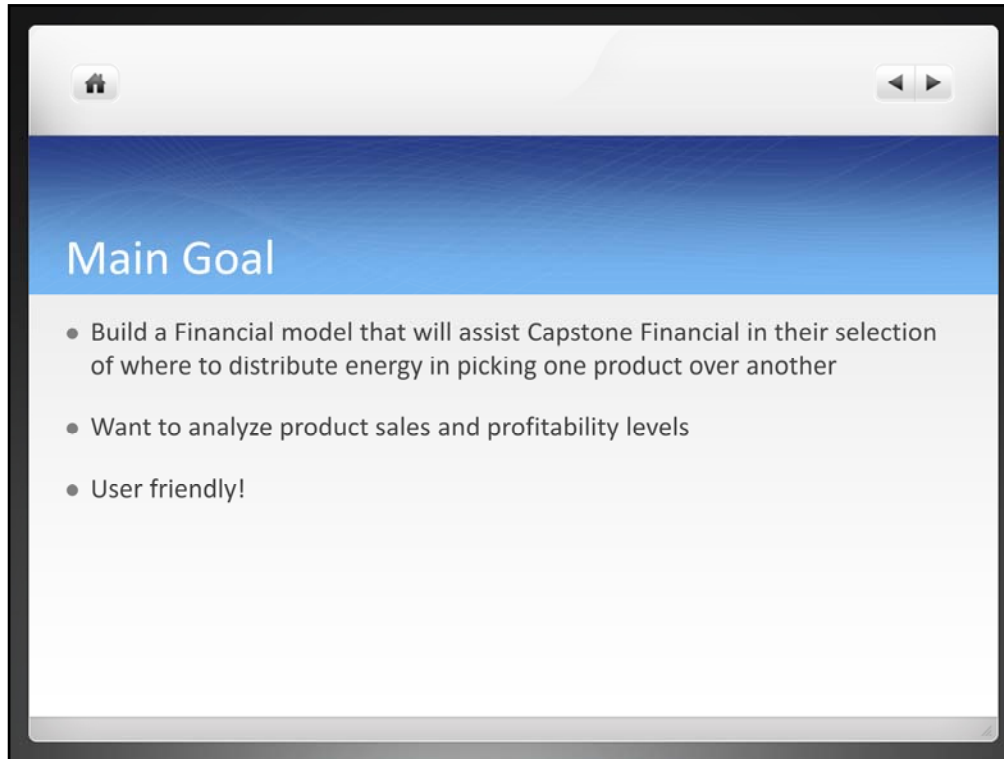 Main Goal
● Build a Financial model that will assist Capstone Financial in their selection
of where to distribute energy in picking one product over another
● Want to analyze product sales and profitability levels
● User friendly!